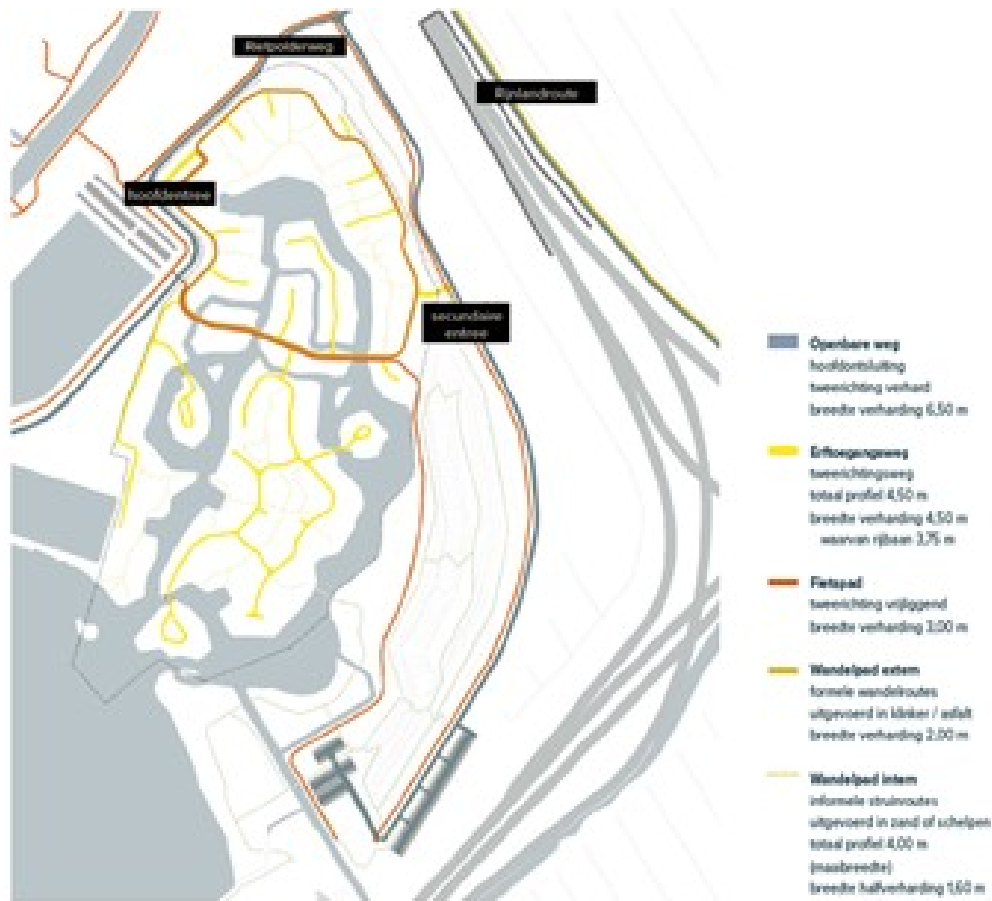 Rietpolderweg
Rijnlandroute
hoofdentree
secundaire
entree
Openbare weg
hoofdontsluiting
tweerichting verhard
breedte verharding 6,50 m
Erftoegangsweg
tweerichtingsweg
totaal profiel 4,50 m
breedte verharding 4,50 m
waarvan rijbaan 3,75 m
Fietspad
tweerichting vrijliggend
breedte verharding 3,00 m
Wandelpad extern
formele wandelroutes
uitgevoerd in klinker / asfalt
breedte verharding 2,00 m
Wandelpad intern
informele struinroutes
uitgevoerd in zand of schelpen
totaal profiel 4,00 m
(maaibreedte)
breedte halfverharding 1,60 m